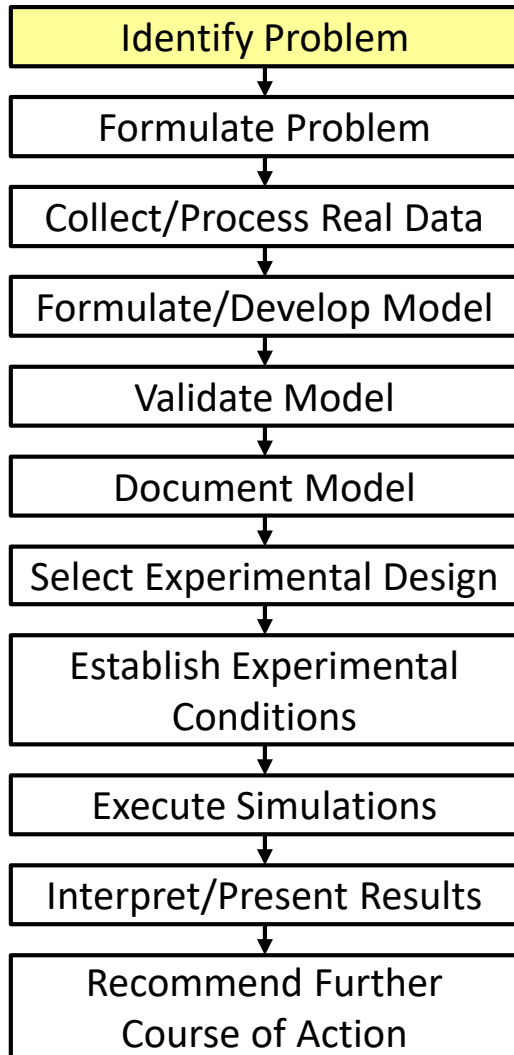 Identify Problem
Formulate Problem
Collect/Process Real Data
Formulate/Develop Model
Validate Model
Document Model
Select Experimental Design
Establish Experimental
Conditions
Execute Simulations
Interpret/Present Results
Recommend Further
Course of Action